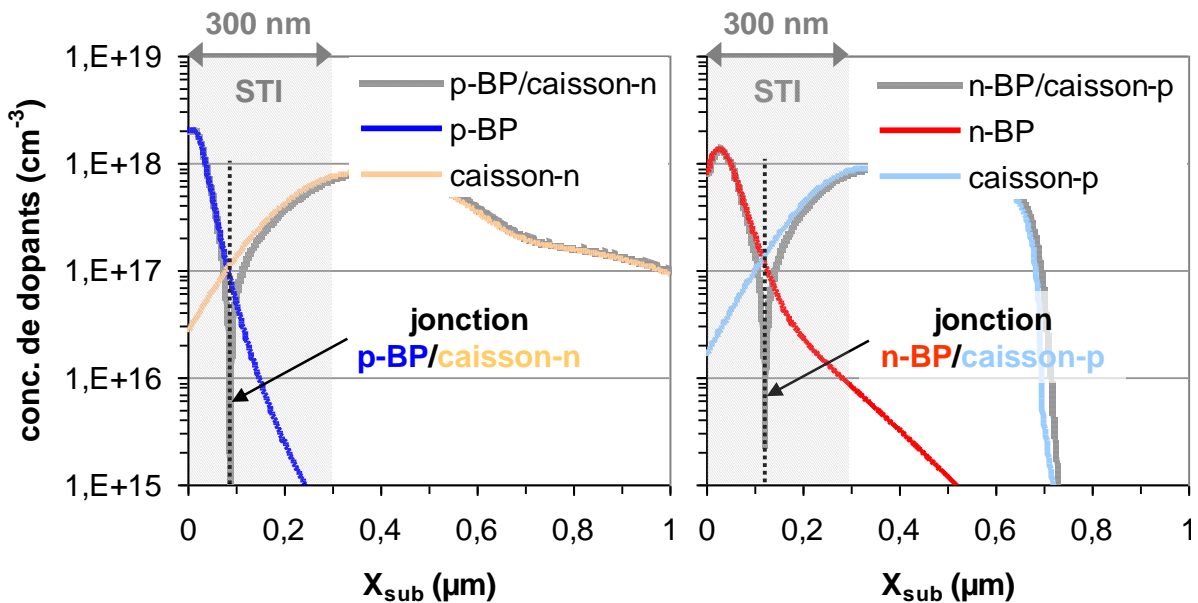 300 nm
300 nm
1,E+19
1,E+18
1,E+17
1,E+16
1,E+15
conc. de dopants (cm-3)
STI
p-BP/caisson-n
p-BP
caisson-n
jonction
p-BP/caisson-n
0
0,2
0,4
0,6
0,8
1
Xsub (µm)
STI
n-BP/caisson-p
n-BP
caisson-p
jonction
n-BP/caisson-p
0
0,2
0,4
0,6
0,8
1
Xsub (µm)